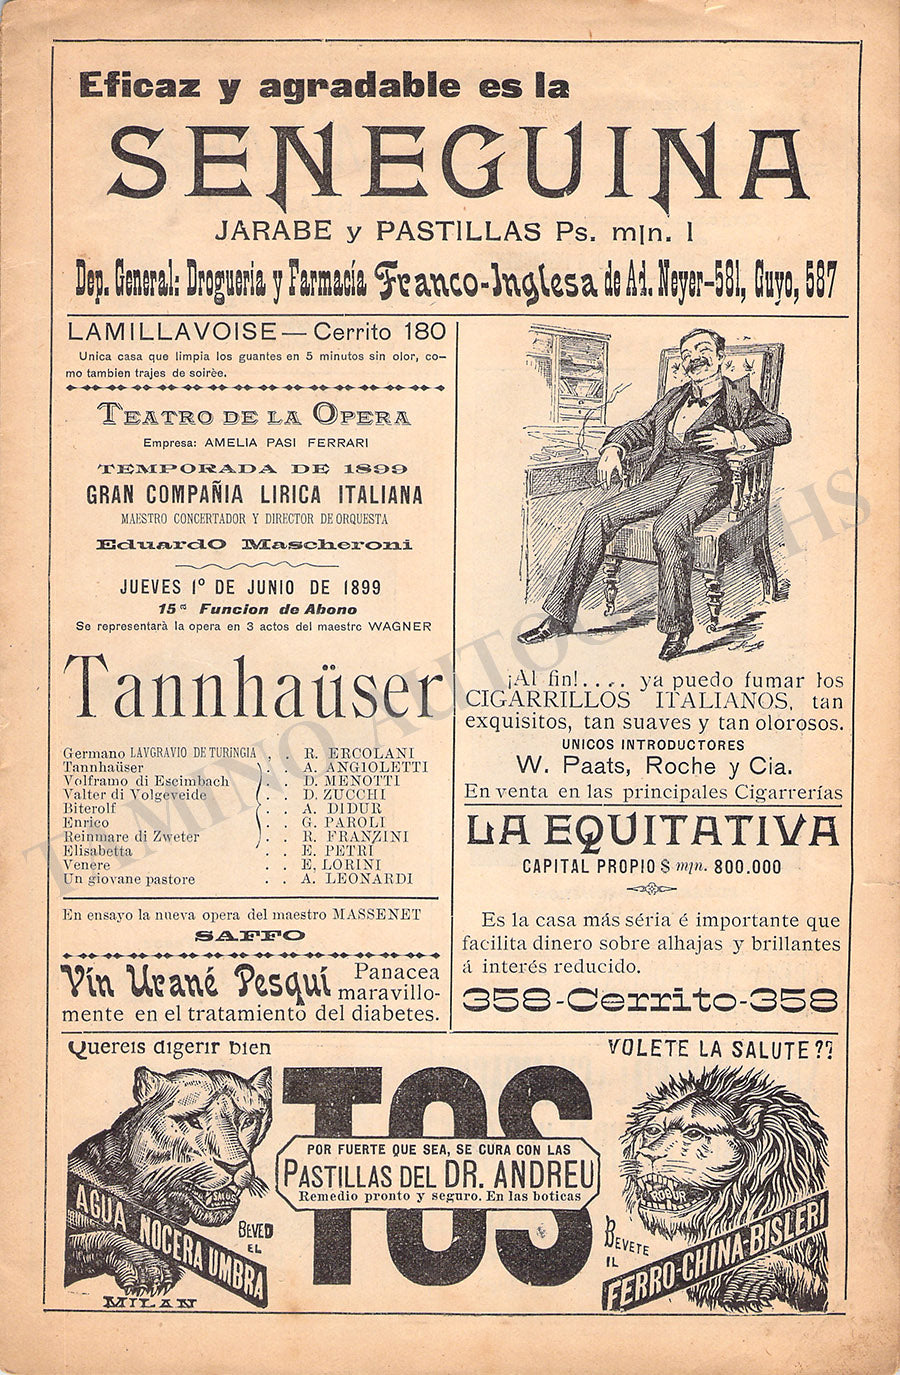 Eficaz y agradable es la
SENEGUINA
JARABE y PASTILLAS Ps. m|n. 1
Dep. General: Drogueria y Farmacía Franco-Inglesa de Ad. Neyer-581, Guyo, 587
LAMILLAVOISE—Cerrito 180
Unica casa que limpia los guantes en 5 minutos sin olor, co-
mo tambien trajes de soirèe.
TEATRO DE LA OPERA
Empresa: AMELIA PASI FERRARI
TEMPORADA DE 1899
GRAN COMPAÑIA LIRICA ITALIANA
MAESTRO CONCERTADOR Y DIRECTOR DE ORQUESTA
EduardO Mascheroni
JUEVES 1º DE JUNIO DE 1899
15ª Funcion de Abono
Se representarà la opera en 3 actos del maestro WAGNER
Tannhaüser
Germano LAVGRAVIO DE TURINGIA . . R. ERCOLANI
Tannhaüser . . A. ANGIOLETTI
Volframo di Eseimbach . . D. MENOTTI
Valter di Volgeveide . . D. ZUCCHI
Biterolf . . A. DIDUR
Enrico . . G. PAROLI
Reinmare di Zweter . . R. FRANZINI
Elisabetta . . E. PETRI
Venere . . E. LORINI
Un giovane pastore . . A. LEONARDI
En ensayo la nueva opera del maestro MASSENET
SAFFO
Vin Urané Pesquí Panacea
maravillo-
mente en el tratamiento del diabetes.
¡Al fin!.... ya puedo fumar los
CIGARRILLOS ITALIANOS, tan
exquisitos, tan suaves y tan olorosos.
UNICOS INTRODUCTORES
W. Paats, Roche y Cia.
En venta en las principales Cigarrerías
LA EQUITATIVA
CAPITAL PROPIO $ m|n. 800.000
Es la casa más séria é importante que
facilita dinero sobre alhajas y brillantes
á interés reducido.
358-Cerrito-358
Quereis digerir bien
SMUS
AGUA NOCERA UMBRA
BEVED
EL
MILAN
TOS
POR FUERTE QUE SEA, SE CURA CON LAS
PASTILLAS DEL DR. ANDREU
Remedio pronto y seguro. En las boticas
VOLETE LA SALUTE??
ROBUR
BEVETE
IL
FERRO-CHINA-BISLERI
TAMINO AUTOGRAPHS